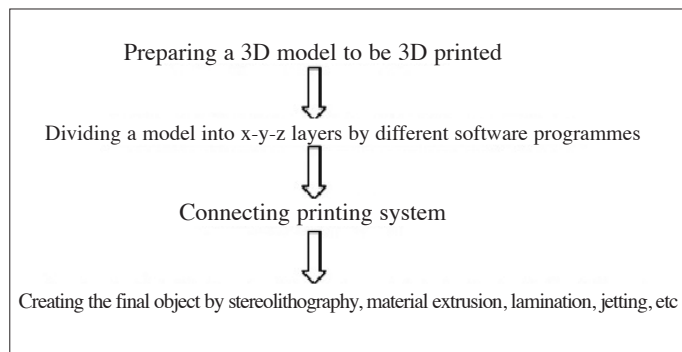 Preparing a 3D model to be 3D printed
Dividing a model into x-y-z layers by different software programmes
Connecting printing system
Creating the final object by stereolithography, material extrusion, lamination, jetting, etc